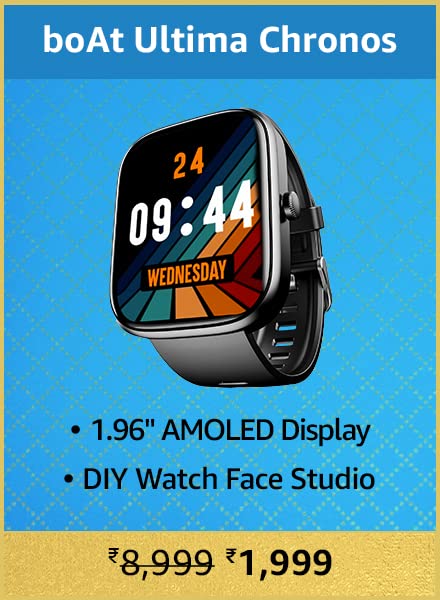 boAt Ultima Chronos
24
09:44
WEDNESDAY
• 1.96" AMOLED Display
• DIY Watch Face Studio
₹8,999 ₹1,999